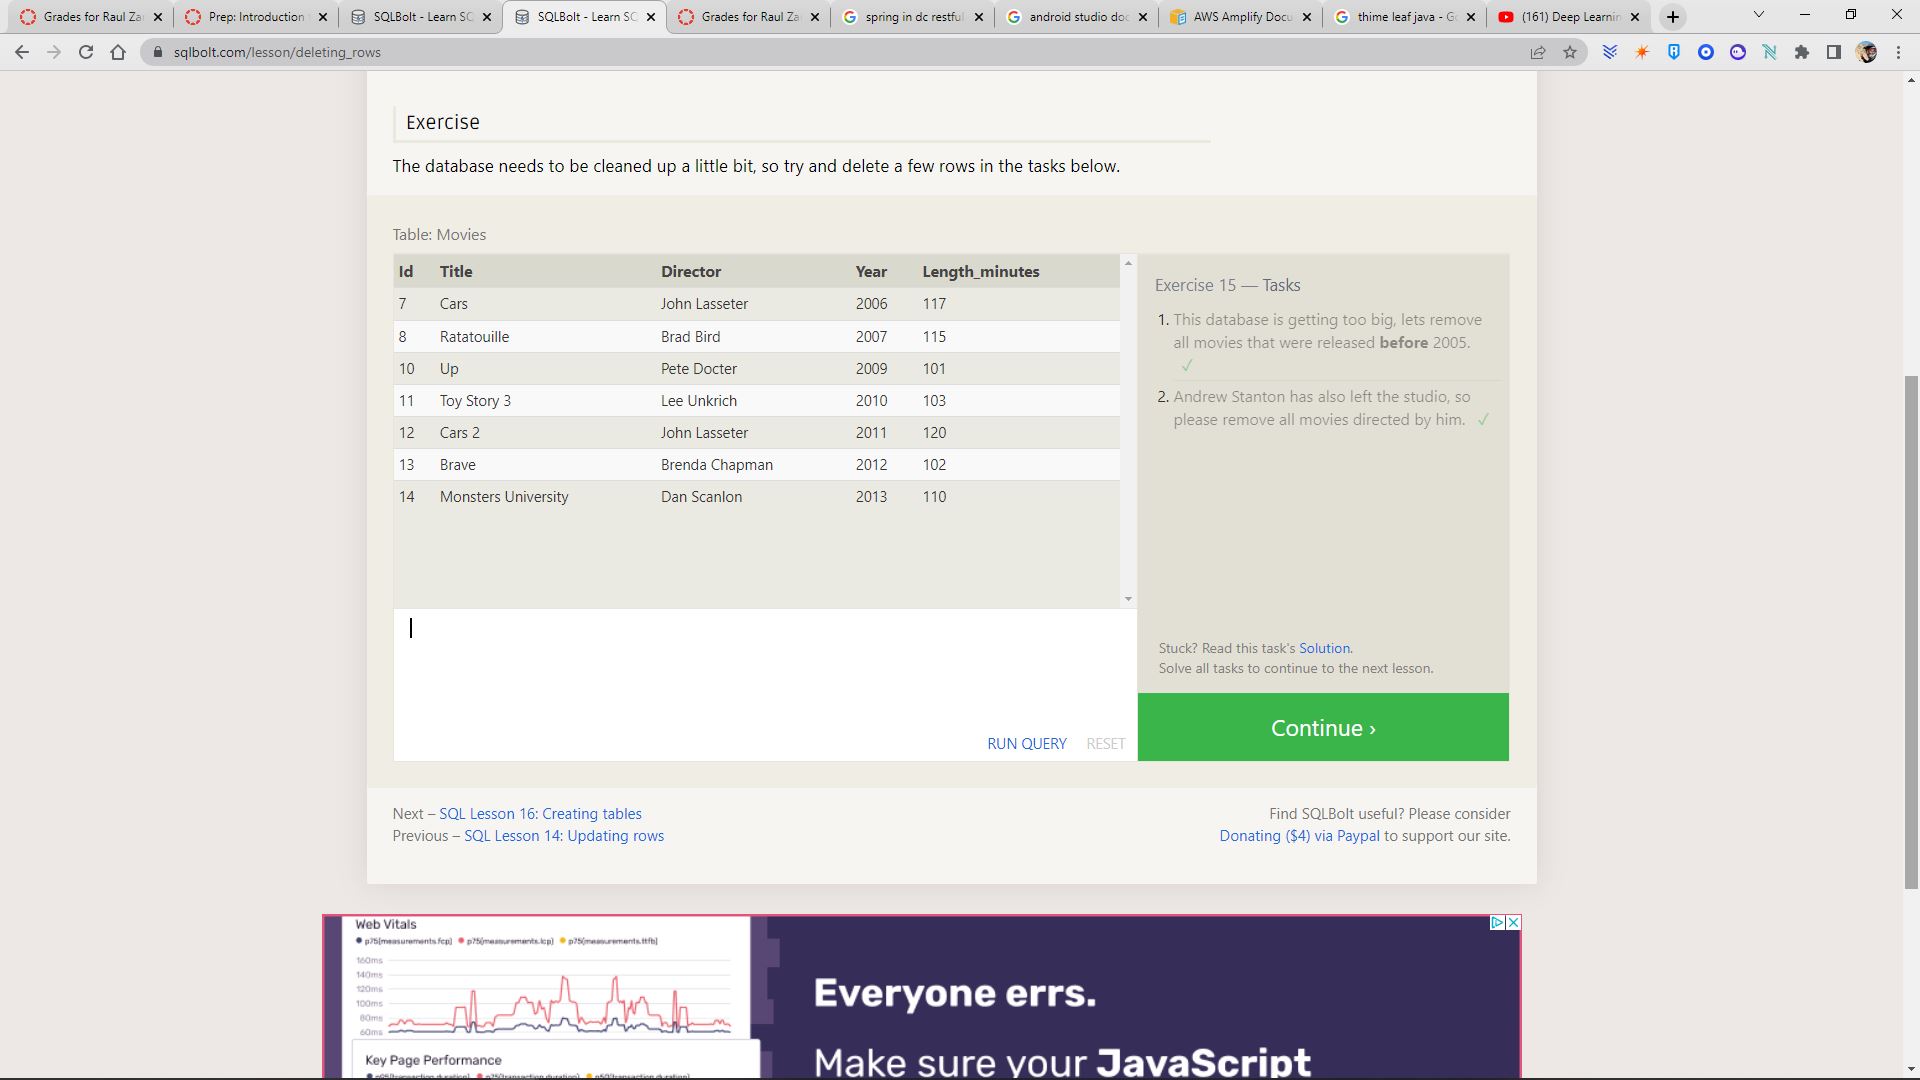 Grades for Raul Za
Prep: Introduction
SQLBolt - Learn SQ
SQLBolt - Learn SQ
Grades for Raul Za
spring in dc restful
android studio doc
AWS Amplify Docu
thime leaf java - Go
(161) Deep Learnin
sqlbolt.com/lesson/deleting_rows
Exercise
The database needs to be cleaned up a little bit, so try and delete a few rows in the tasks below.
Table: Movies
Id Title Director Year Length_minutes
7 Cars John Lasseter 2006 117
8 Ratatouille Brad Bird 2007 115
10 Up Pete Docter 2009 101
11 Toy Story 3 Lee Unkrich 2010 103
12 Cars 2 John Lasseter 2011 120
13 Brave Brenda Chapman 2012 102
14 Monsters University Dan Scanlon 2013 110
RUN QUERY RESET
Exercise 15 — Tasks
1. This database is getting too big, lets remove
all movies that were released before 2005.
✓
2. Andrew Stanton has also left the studio, so
please remove all movies directed by him. ✓
Stuck? Read this task's Solution.
Solve all tasks to continue to the next lesson.
Continue ›
Next – SQL Lesson 16: Creating tables
Previous – SQL Lesson 14: Updating rows
Find SQLBolt useful? Please consider
Donating ($4) via Paypal to support our site.
Web Vitals
p75(measurements.fcp) p75(measurements.lcp) p75(measurements.ttfb)
160ms
140ms
120ms
100ms
80ms
60ms
Key Page Performance
Everyone errs.
Make sure your JavaScript